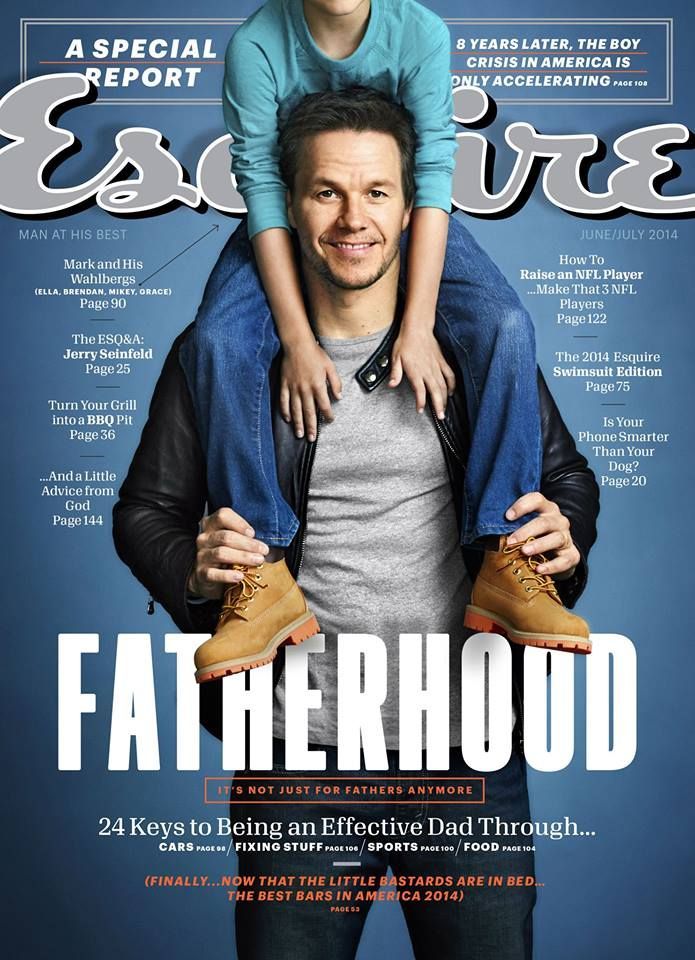 A SPECIAL
REPORT
8 YEARS LATER, THE BOY
CRISIS IN AMERICA IS
ONLY ACCELERATING PAGE 108
Esquire
MAN AT HIS BEST
JUNE/JULY 2014
Mark and His
Wahlbergs
(ELLA, BRENDAN, MIKEY, GRACE)
Page 90
The ESQ&A:
Jerry Seinfeld
Page 25
Turn Your Grill
into a BBQ Pit
Page 36
...And a Little
Advice from
God
Page 144
How To
Raise an NFL Player
...Make That 3 NFL
Players
Page 122
The 2014 Esquire
Swimsuit Edition
Page 75
Is Your
Phone Smarter
Than Your
Dog?
Page 20
FATHERHOOD
IT'S NOT JUST FOR FATHERS ANYMORE
24 Keys to Being an Effective Dad Through...
CARS PAGE 98 / FIXING STUFF PAGE 106 / SPORTS PAGE 100 / FOOD PAGE 104
(FINALLY...NOW THAT THE LITTLE BASTARDS ARE IN BED...
THE BEST BARS IN AMERICA 2014)
PAGE 53